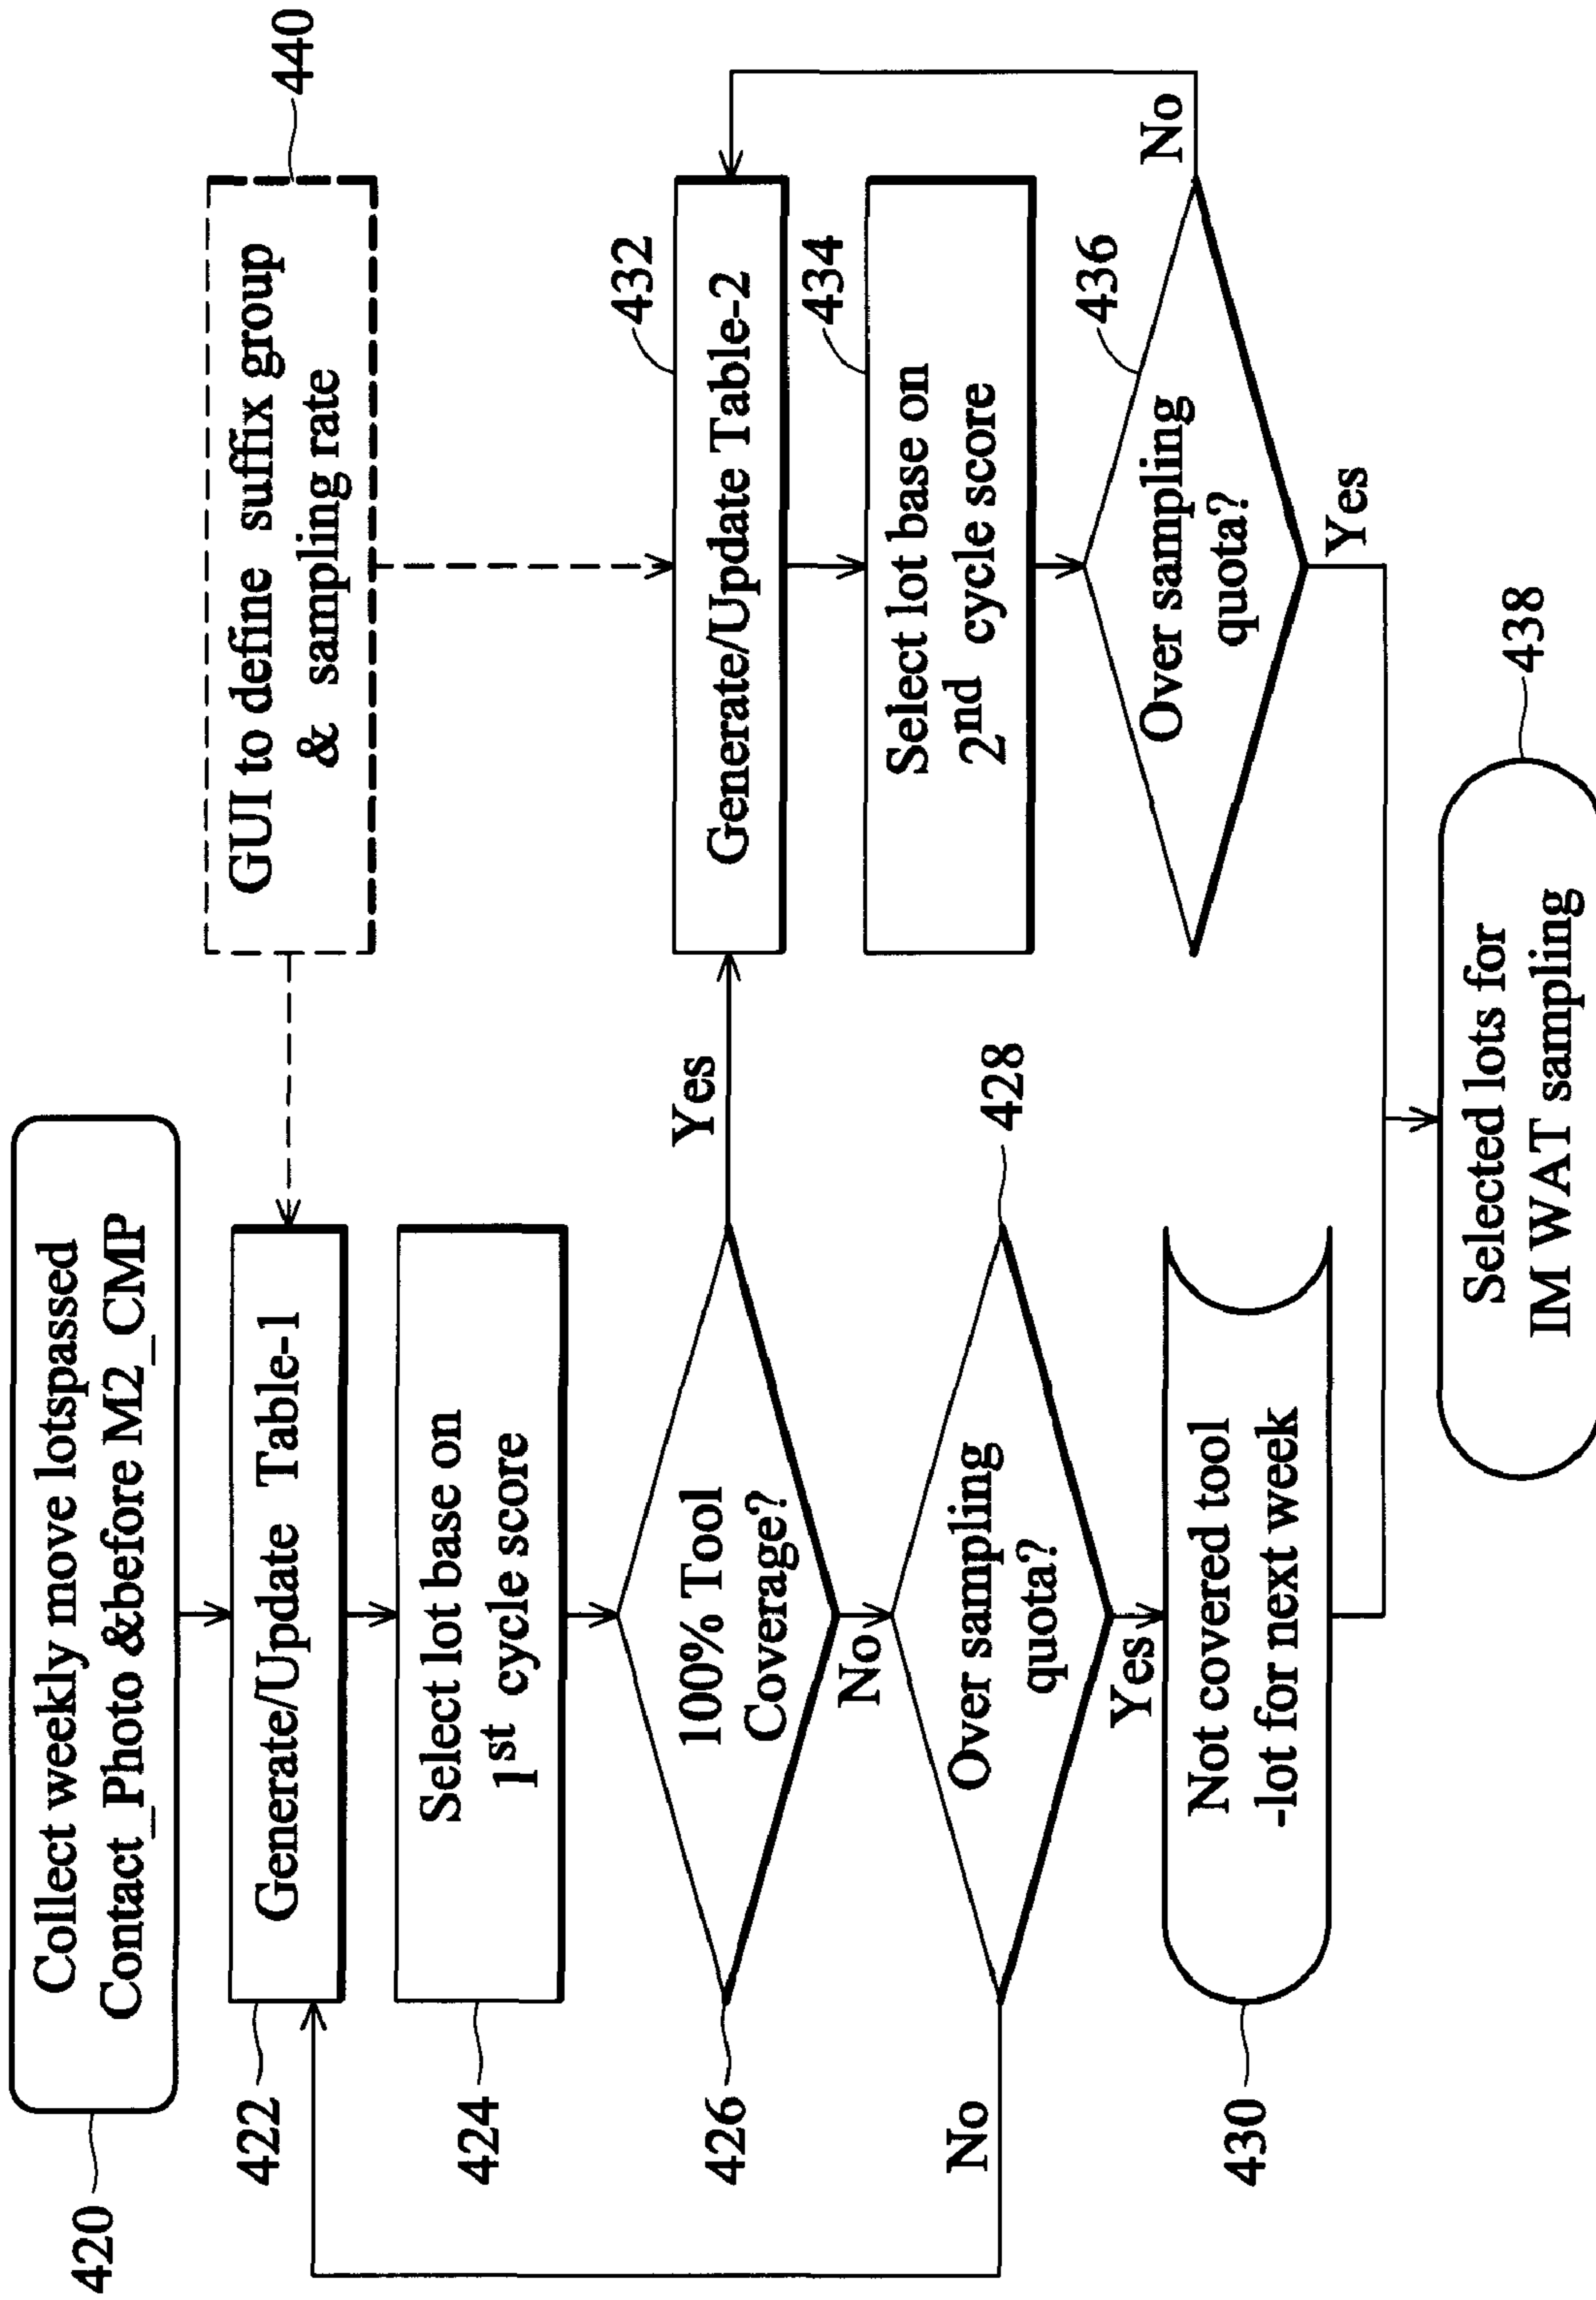 420
Collect weekly move lotspassed
Contact_Photo &before M2_CMP
440
GUI to define suffix group
& sampling rate
422
Generate/Update Table-1
424
Select lot base on
1st cycle score
426
100% Tool
Coverage?
Yes
No
428
Over sampling
quota?
No
Yes
430
Not covered tool
-lot for next week
432
Generate/Update Table-2
434
Select lot base on
2nd cycle score
436
Over sampling
quota?
No
Yes
438
Selected lots for
IM WAT sampling